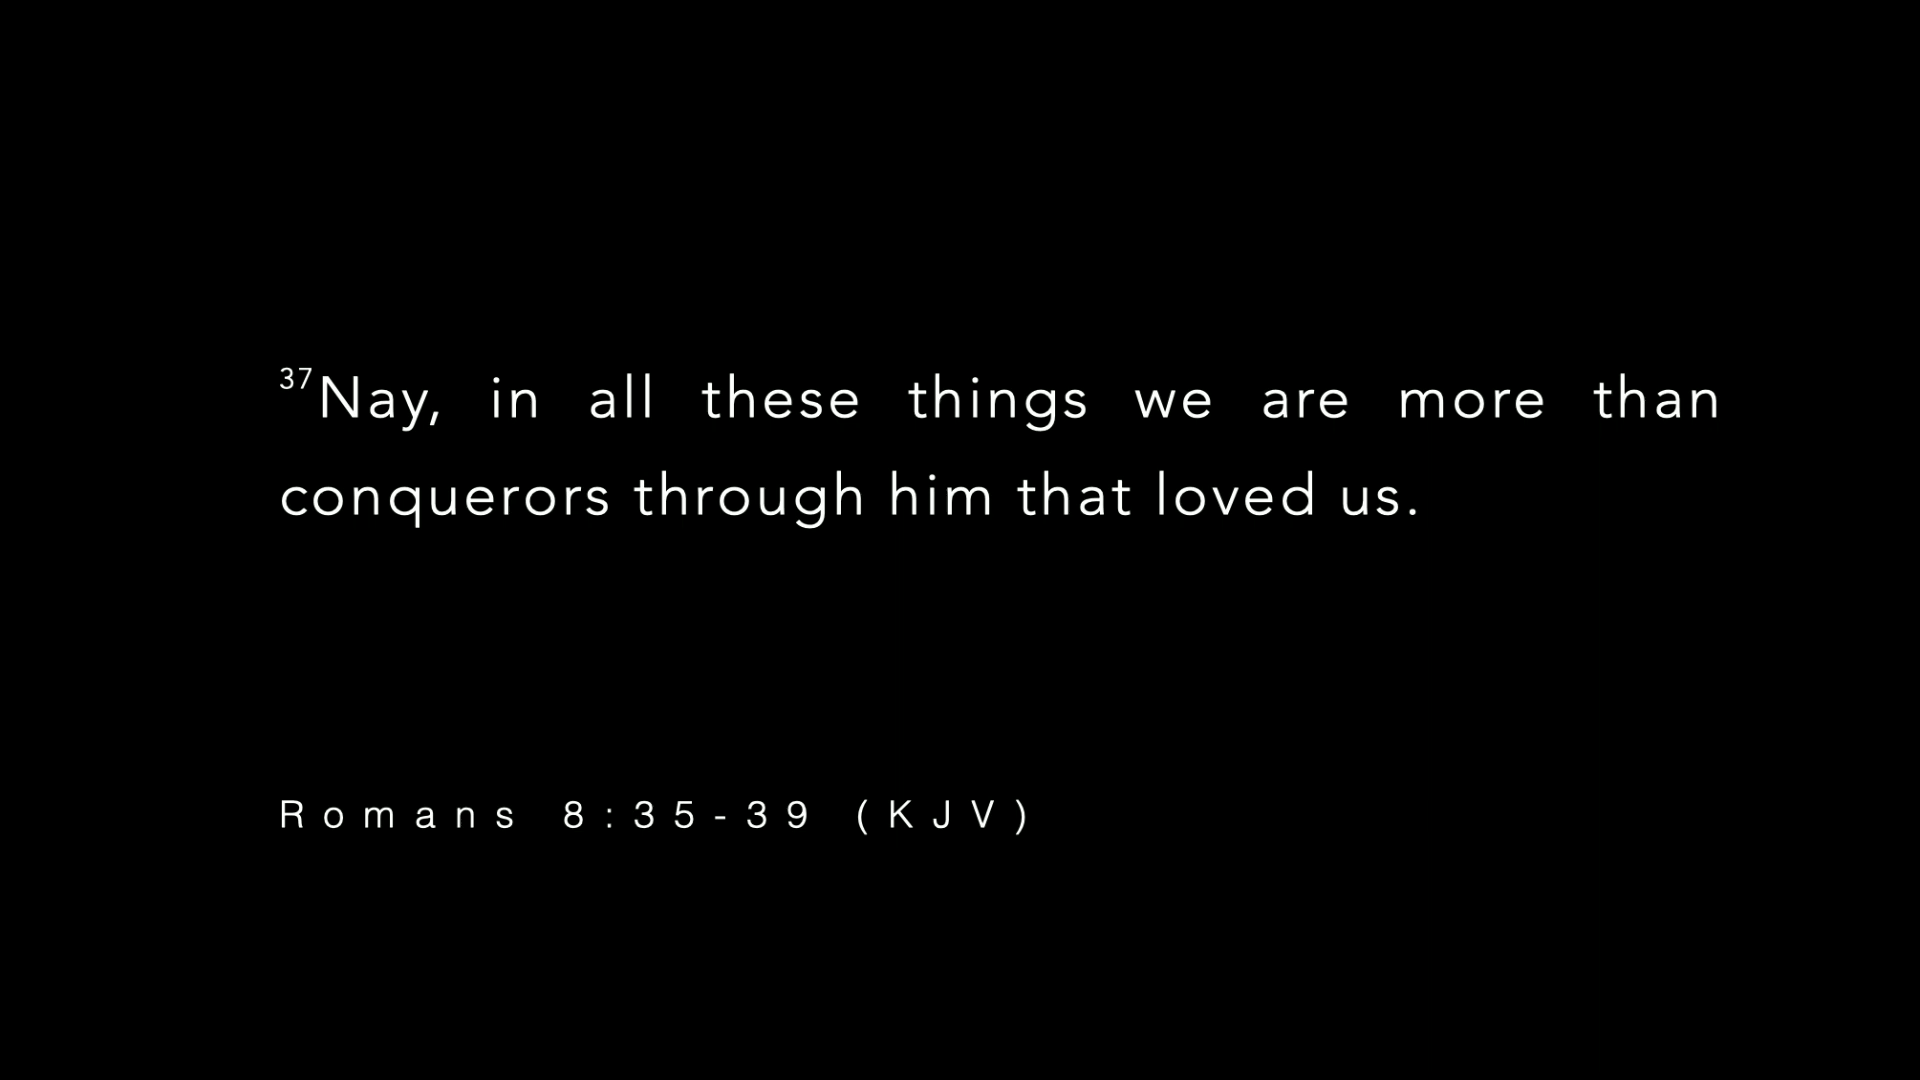 37Nay, in all these things we are more than
conquerors through him that loved us.
Romans 8:35-39 (KJV)